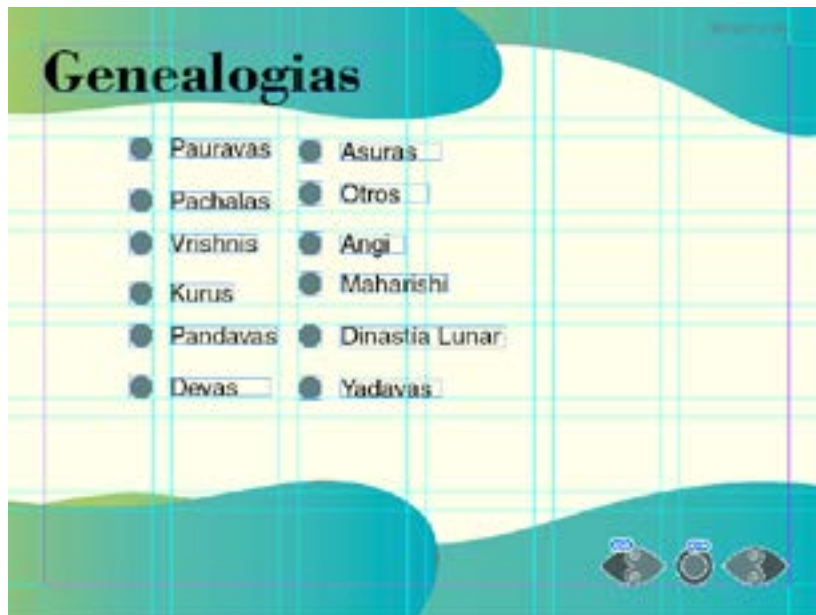 Genealogias
Pauravas
Pachalas
Vrishnis
Kurus
Pandavas
Devas
Asuras
Otros
Angi
Maharishi
Dinastia Lunar
Yadavas